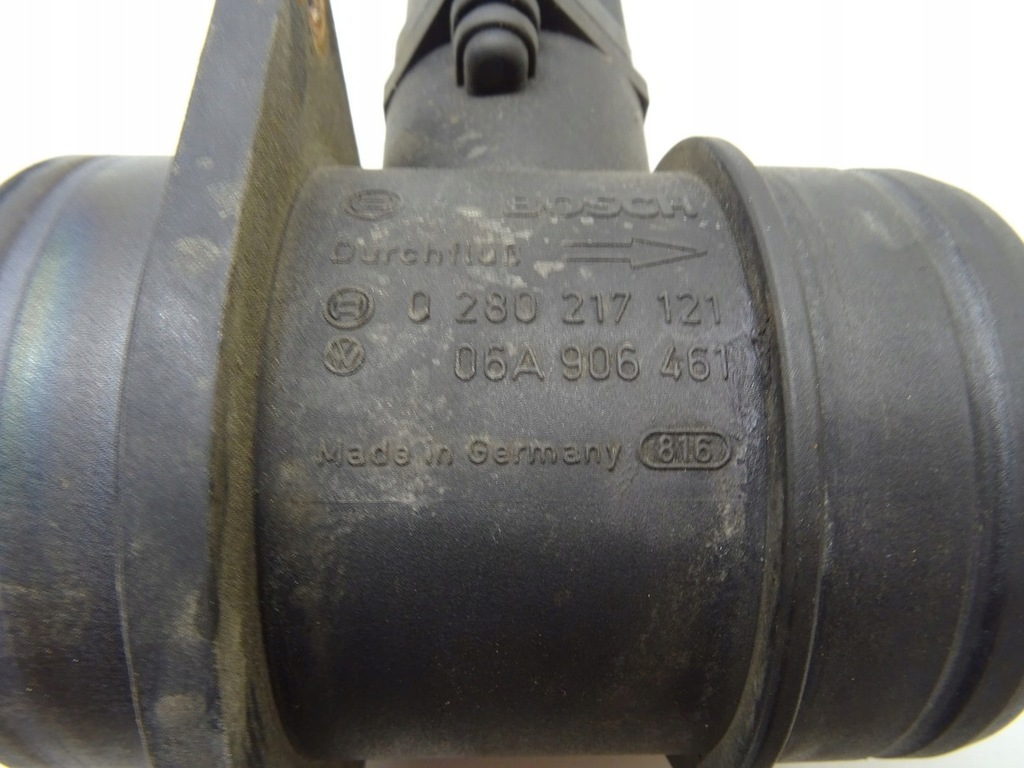 BOSCH
Durchfluß
0 280 217 121
06A 906 461
Made in Germany 816